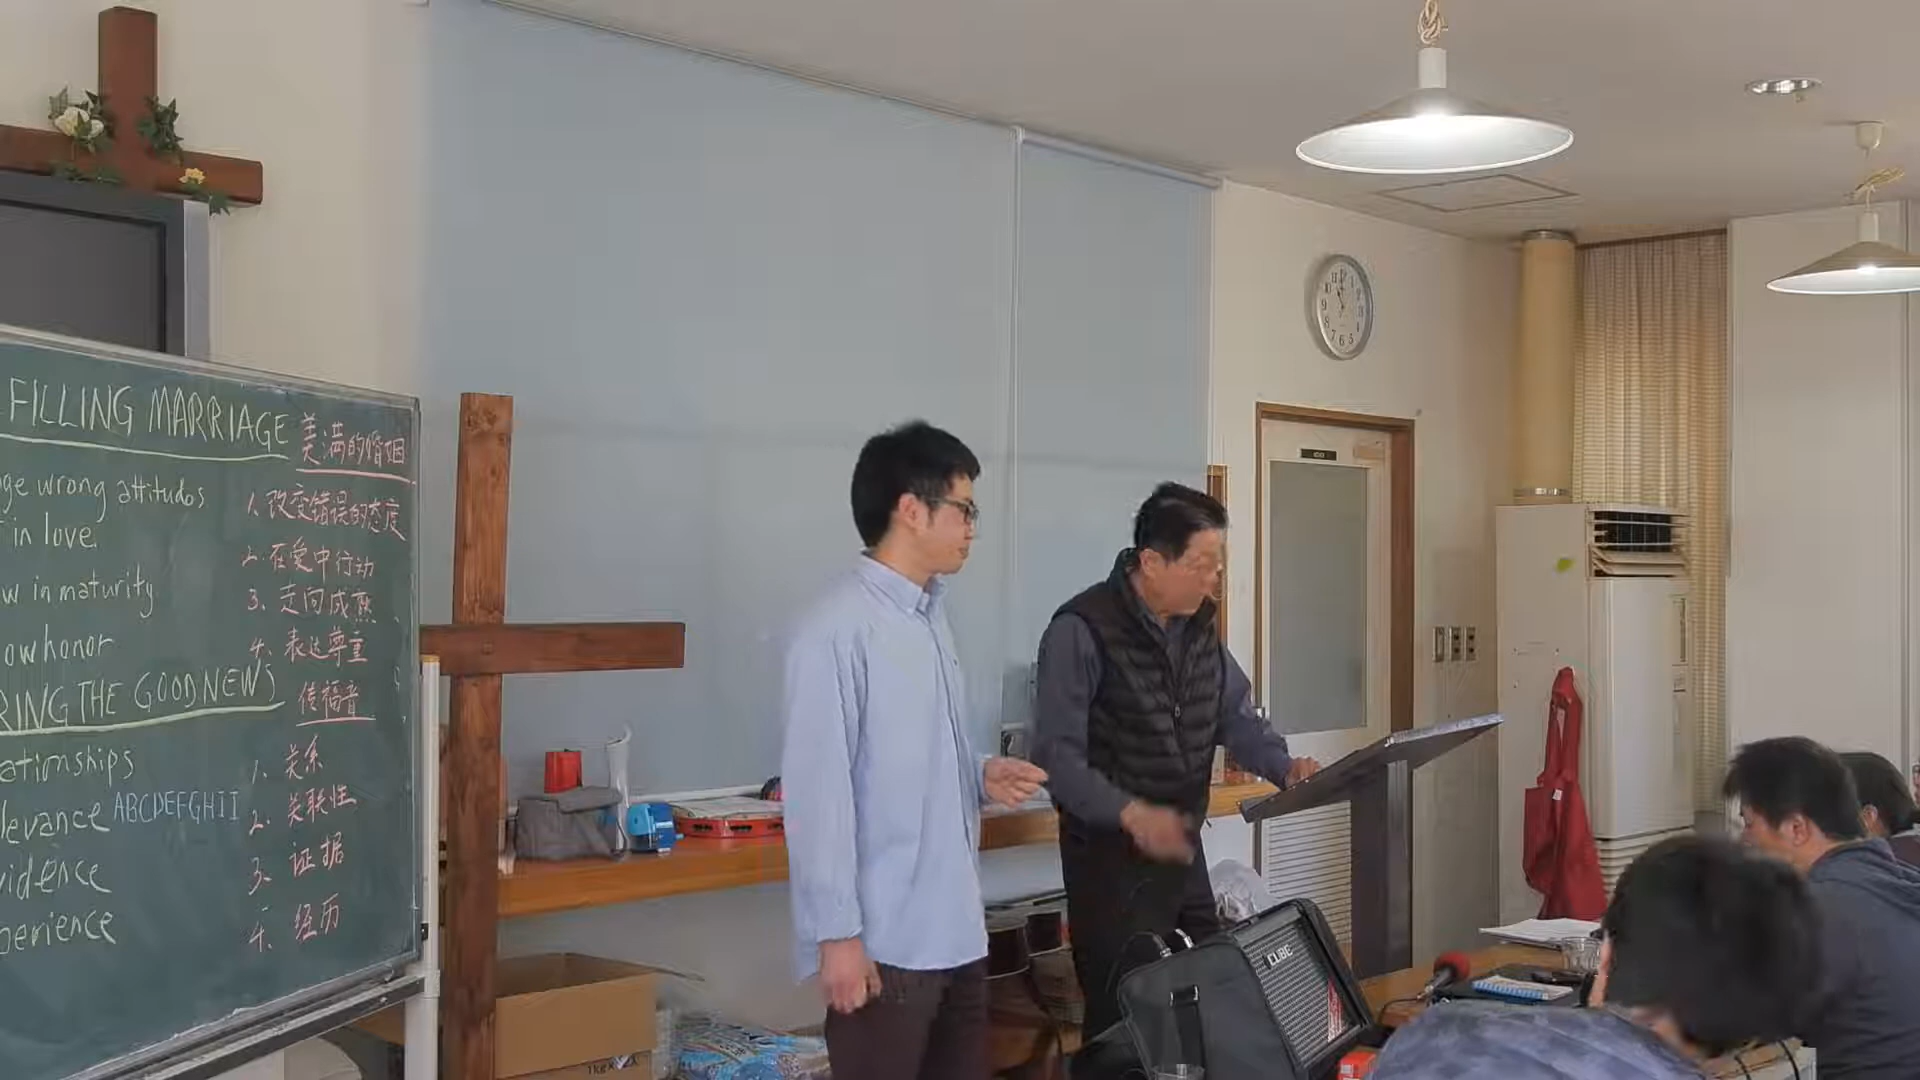 FILLING MARRIAGE 美满的婚姻
ge wrong attitudes
in love.
w in maturity
ow honor
RING THE GOOD NEWS
ationships
levance ABCDEFGHII
vidence
perience
1. 改变错误的态度
2. 在爱中行动
3. 走向成熟
4. 表达尊重
传福音
1. 关系
2. 关联性
3. 证据
4. 经历
CUBE